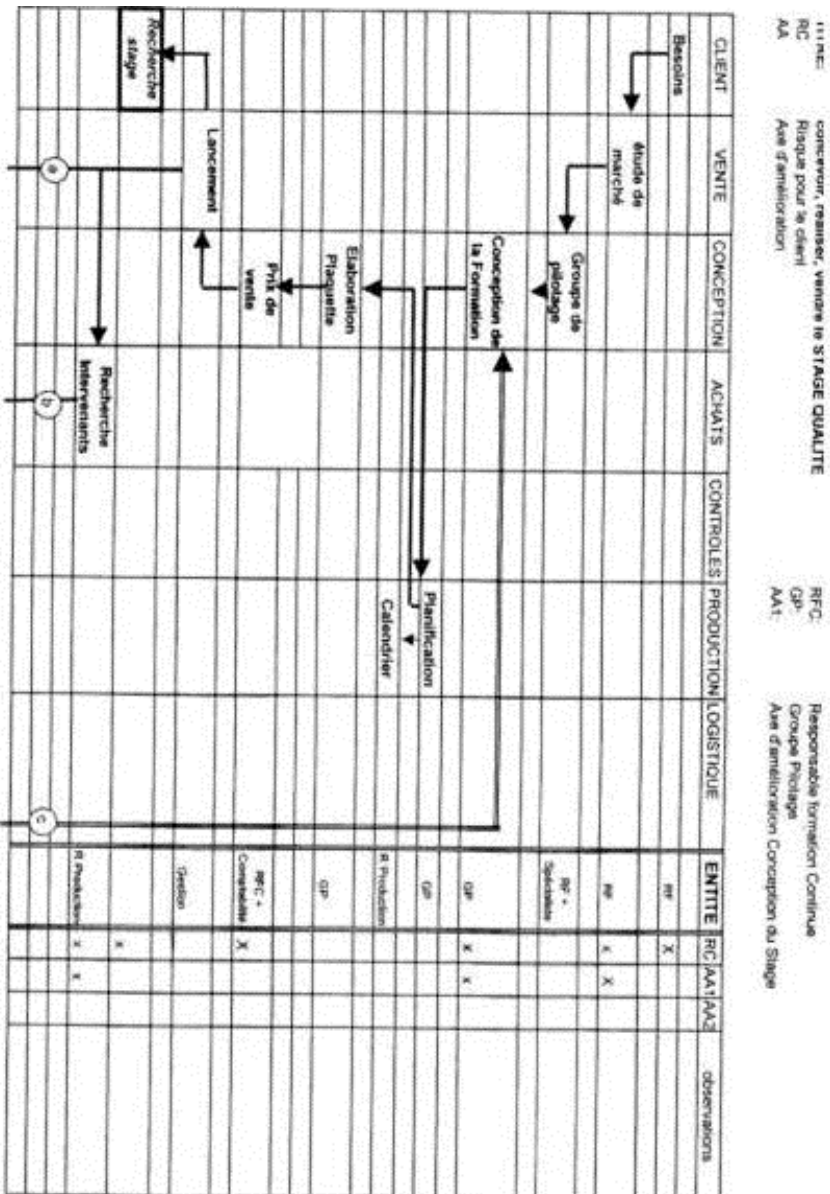 TITRE: concevoir, réaliser, vendre le STAGE QUALITE
RC Risque pour le client
AA Axe d'amélioration
RFC: Responsable formation Continue
GP: Groupe Pilotage
AA1: Axe d'amélioration Conception du Stage
CLIENT VENTE CONCEPTION ACHATS CONTROLES PRODUCTION LOGISTIQUE ENTITE RC AA1 AA2 observations
Besoins RF X
étude de
marché RF x X
Groupe de
pilotage RF +
Spécialiste
Conception de
la Formation GP x x
Planification GP
Calendrier R Production
Elaboration
Plaquette GP
Prix de
vente RFC +
Comptabilité X
Lancement Gestion
Recherche
stage x
Recherche
Intervenants R Production x x
a b c